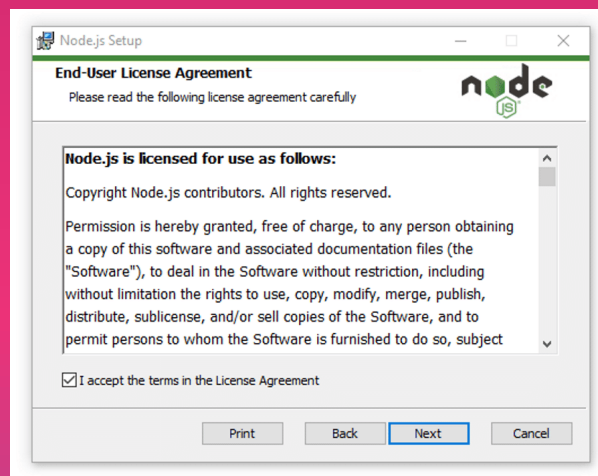 Node.js Setup
End-User License Agreement
Please read the following license agreement carefully
node
JS
Node.js is licensed for use as follows:
Copyright Node.js contributors. All rights reserved.
Permission is hereby granted, free of charge, to any person obtaining
a copy of this software and associated documentation files (the
"Software"), to deal in the Software without restriction, including
without limitation the rights to use, copy, modify, merge, publish,
distribute, sublicense, and/or sell copies of the Software, and to
permit persons to whom the Software is furnished to do so, subject
I accept the terms in the License Agreement
Print Back Next Cancel